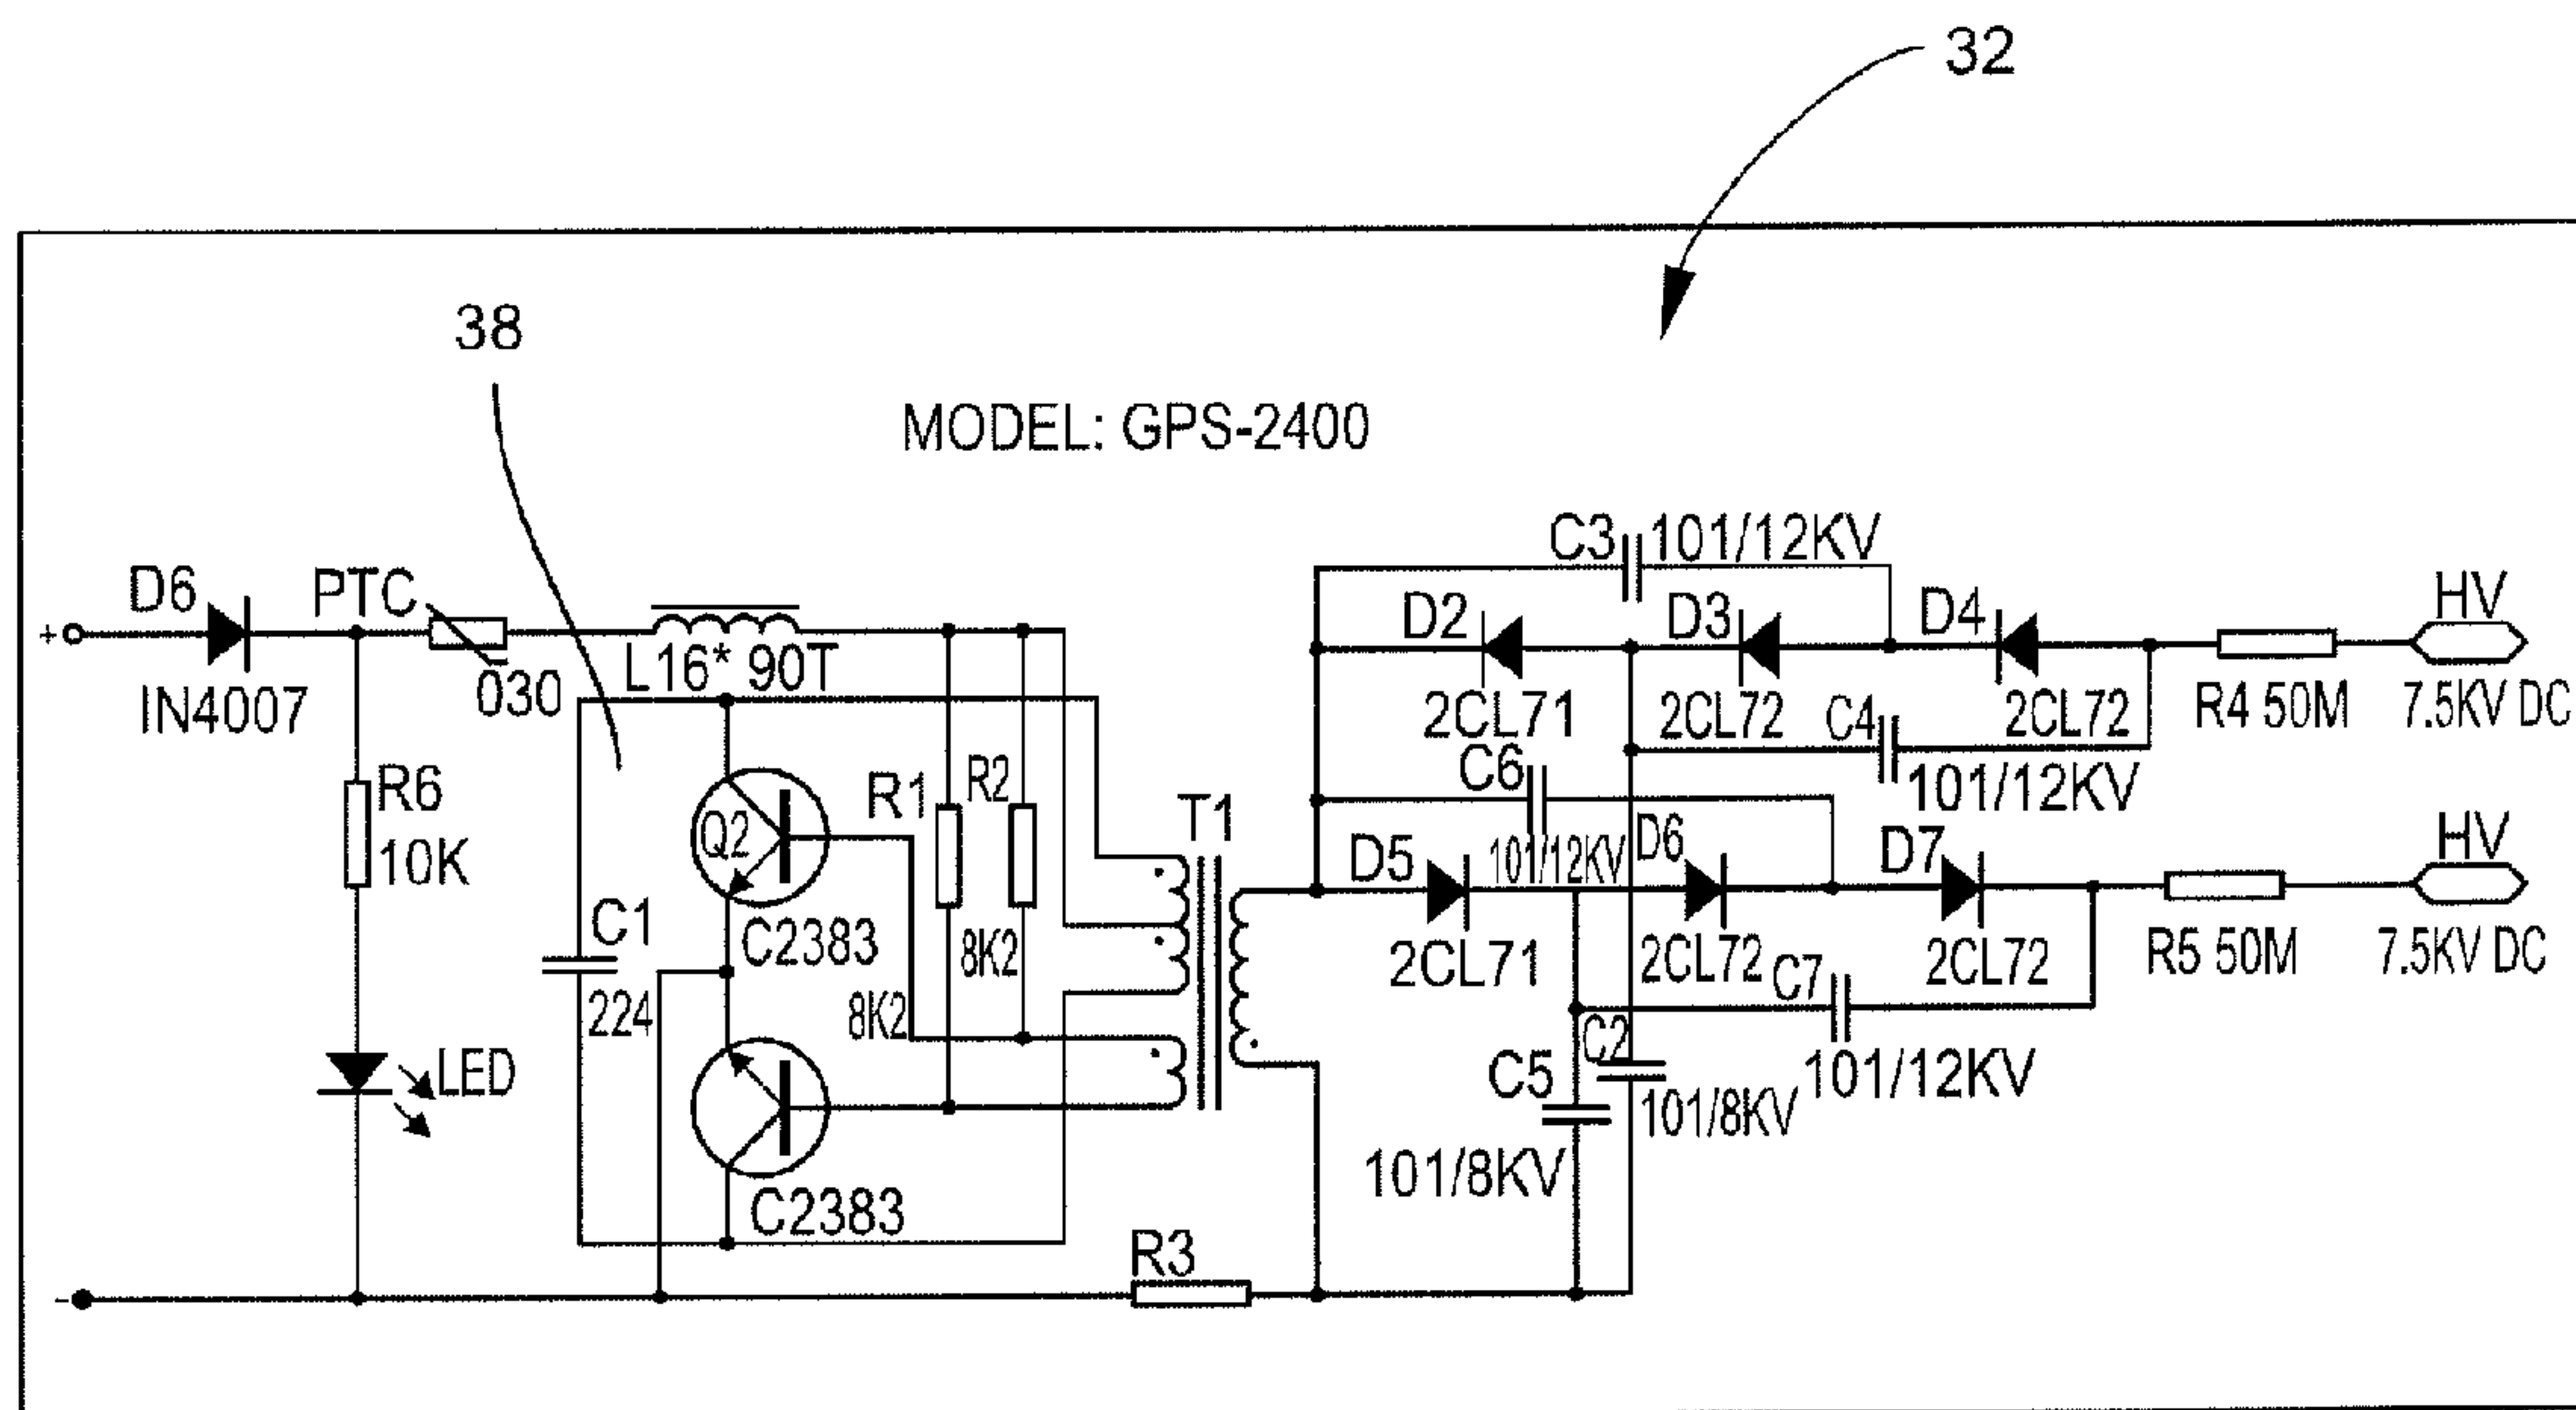 32
38
MODEL: GPS-2400
C3 101/12KV
D6 PTC D2 D3 D4 HV
+
L16* 90T
030
IN4007 2CL71 2CL72 C4 2CL72 R4 50M 7.5KV DC
C6 101/12KV
R6 Q2 R1 R2 T1 HV
10K D5 101/12KV D6 D7
C1 C2383 8K2 2CL71 2CL72 C7 2CL72 R5 50M 7.5KV DC
224 8K2
LED C5 C2 101/12KV
101/8KV
101/8KV
C2383
R3
-